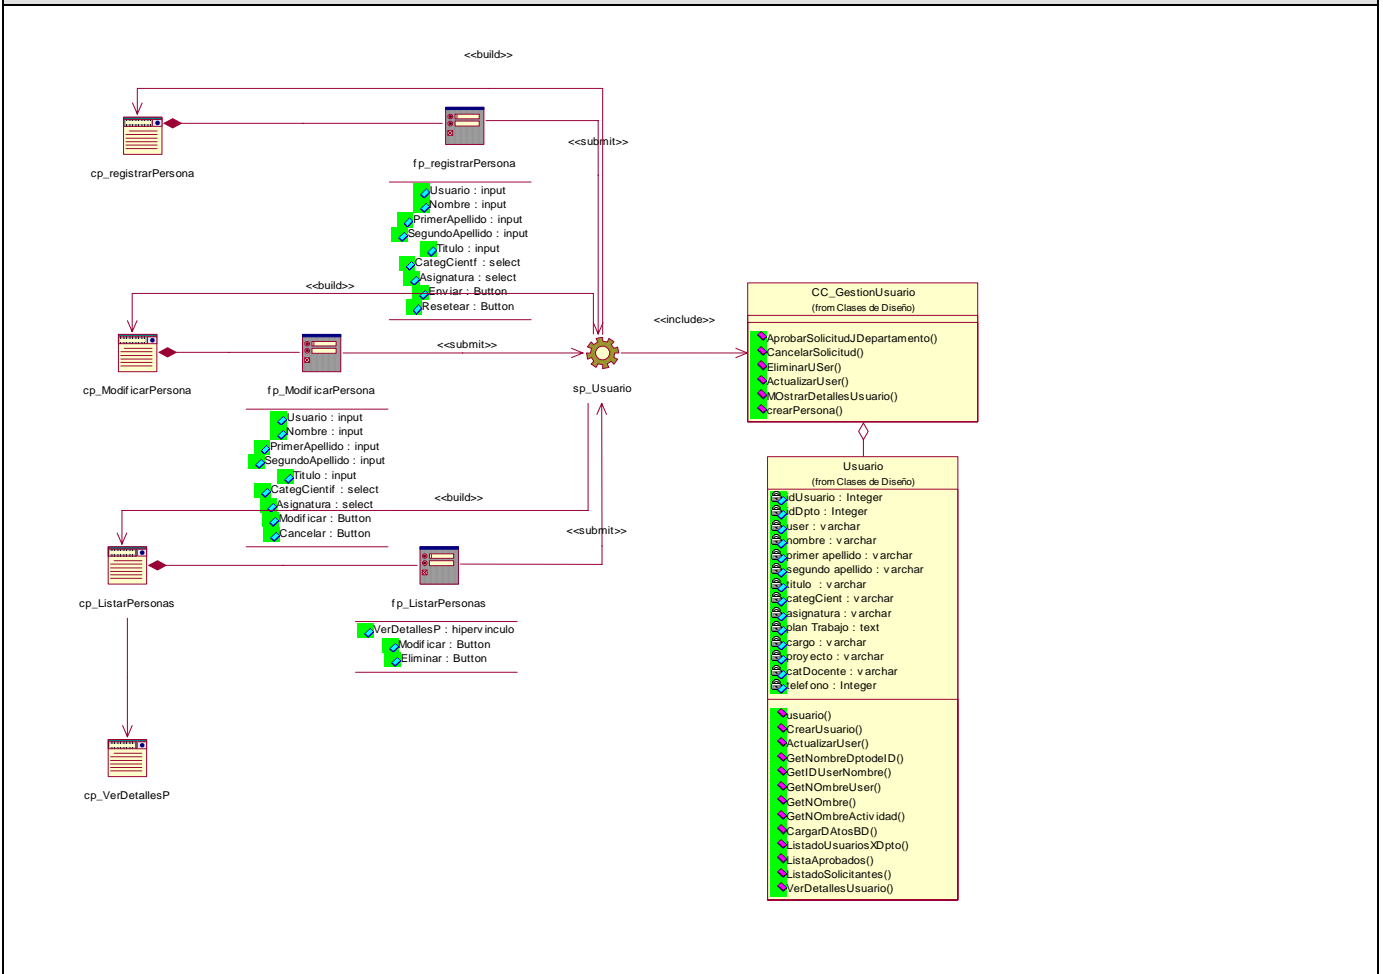 <<build>>
<<submit>>
cp_registrarPersona
fp_registrarPersona
Usuario : input
Nombre : input
PrimerApellido : input
SegundoApellido : input
Titulo : input
CategCientf : select
Asignatura : select
Enviar : Button
Resetear : Button
<<build>>
<<submit>>
cp_ModificarPersona
fp_ModificarPersona
Usuario : input
Nombre : input
PrimerApellido : input
SegundoApellido : input
Titulo : input
CategCientif : select
Asignatura : select
Modificar : Button
Cancelar : Button
sp_Usuario
<<include>>
<<build>>
<<submit>>
cp_ListarPersonas
fp_ListarPersonas
VerDetallesP : hipervinculo
Modificar : Button
Eliminar : Button
cp_VerDetallesP
CC_GestionUsuario
(from Clases de Diseño)
AprobarSolicitudJDepartamento()
CancelarSolicitud()
EliminarUSer()
ActualizarUser()
MOstrarDetallesUsuario()
crearPersona()
Usuario
(from Clases de Diseño)
idUsuario : Integer
idDpto : Integer
user : varchar
nombre : varchar
primer apellido : varchar
segundo apellido : varchar
titulo : varchar
categCient : varchar
asignatura : varchar
plan Trabajo : text
cargo : varchar
proyecto : varchar
catDocente : varchar
telefono : Integer
usuario()
CrearUsuario()
ActualizarUser()
GetNombreDptodeID()
GetIDUserNombre()
GetNOmbreUser()
GetNOmbre()
GetNOmbreActividad()
CargarDAtosBD()
ListadoUsuariosXDpto()
ListaAprobados()
ListadoSolicitantes()
VerDetallesUsuario()